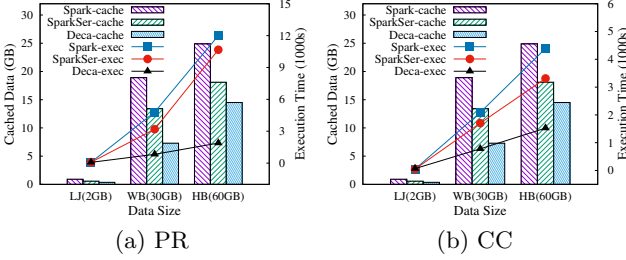 Spark-cache
SparkSer-cache
Deca-cache
Spark-exec
SparkSer-exec
Deca-exec
Cached Data (GB)
30
25
20
15
10
5
0
15
12
9
6
3
0
Execution Time (1000s)
LJ(2GB) WB(30GB) HB(60GB)
Data Size
(a) PR
Spark-cache
SparkSer-cache
Deca-cache
Spark-exec
SparkSer-exec
Deca-exec
Cached Data (GB)
30
25
20
15
10
5
0
6
5
4
3
2
1
0
Execution Time (1000s)
LJ(2GB) WB(30GB) HB(60GB)
Data Size
(b) CC